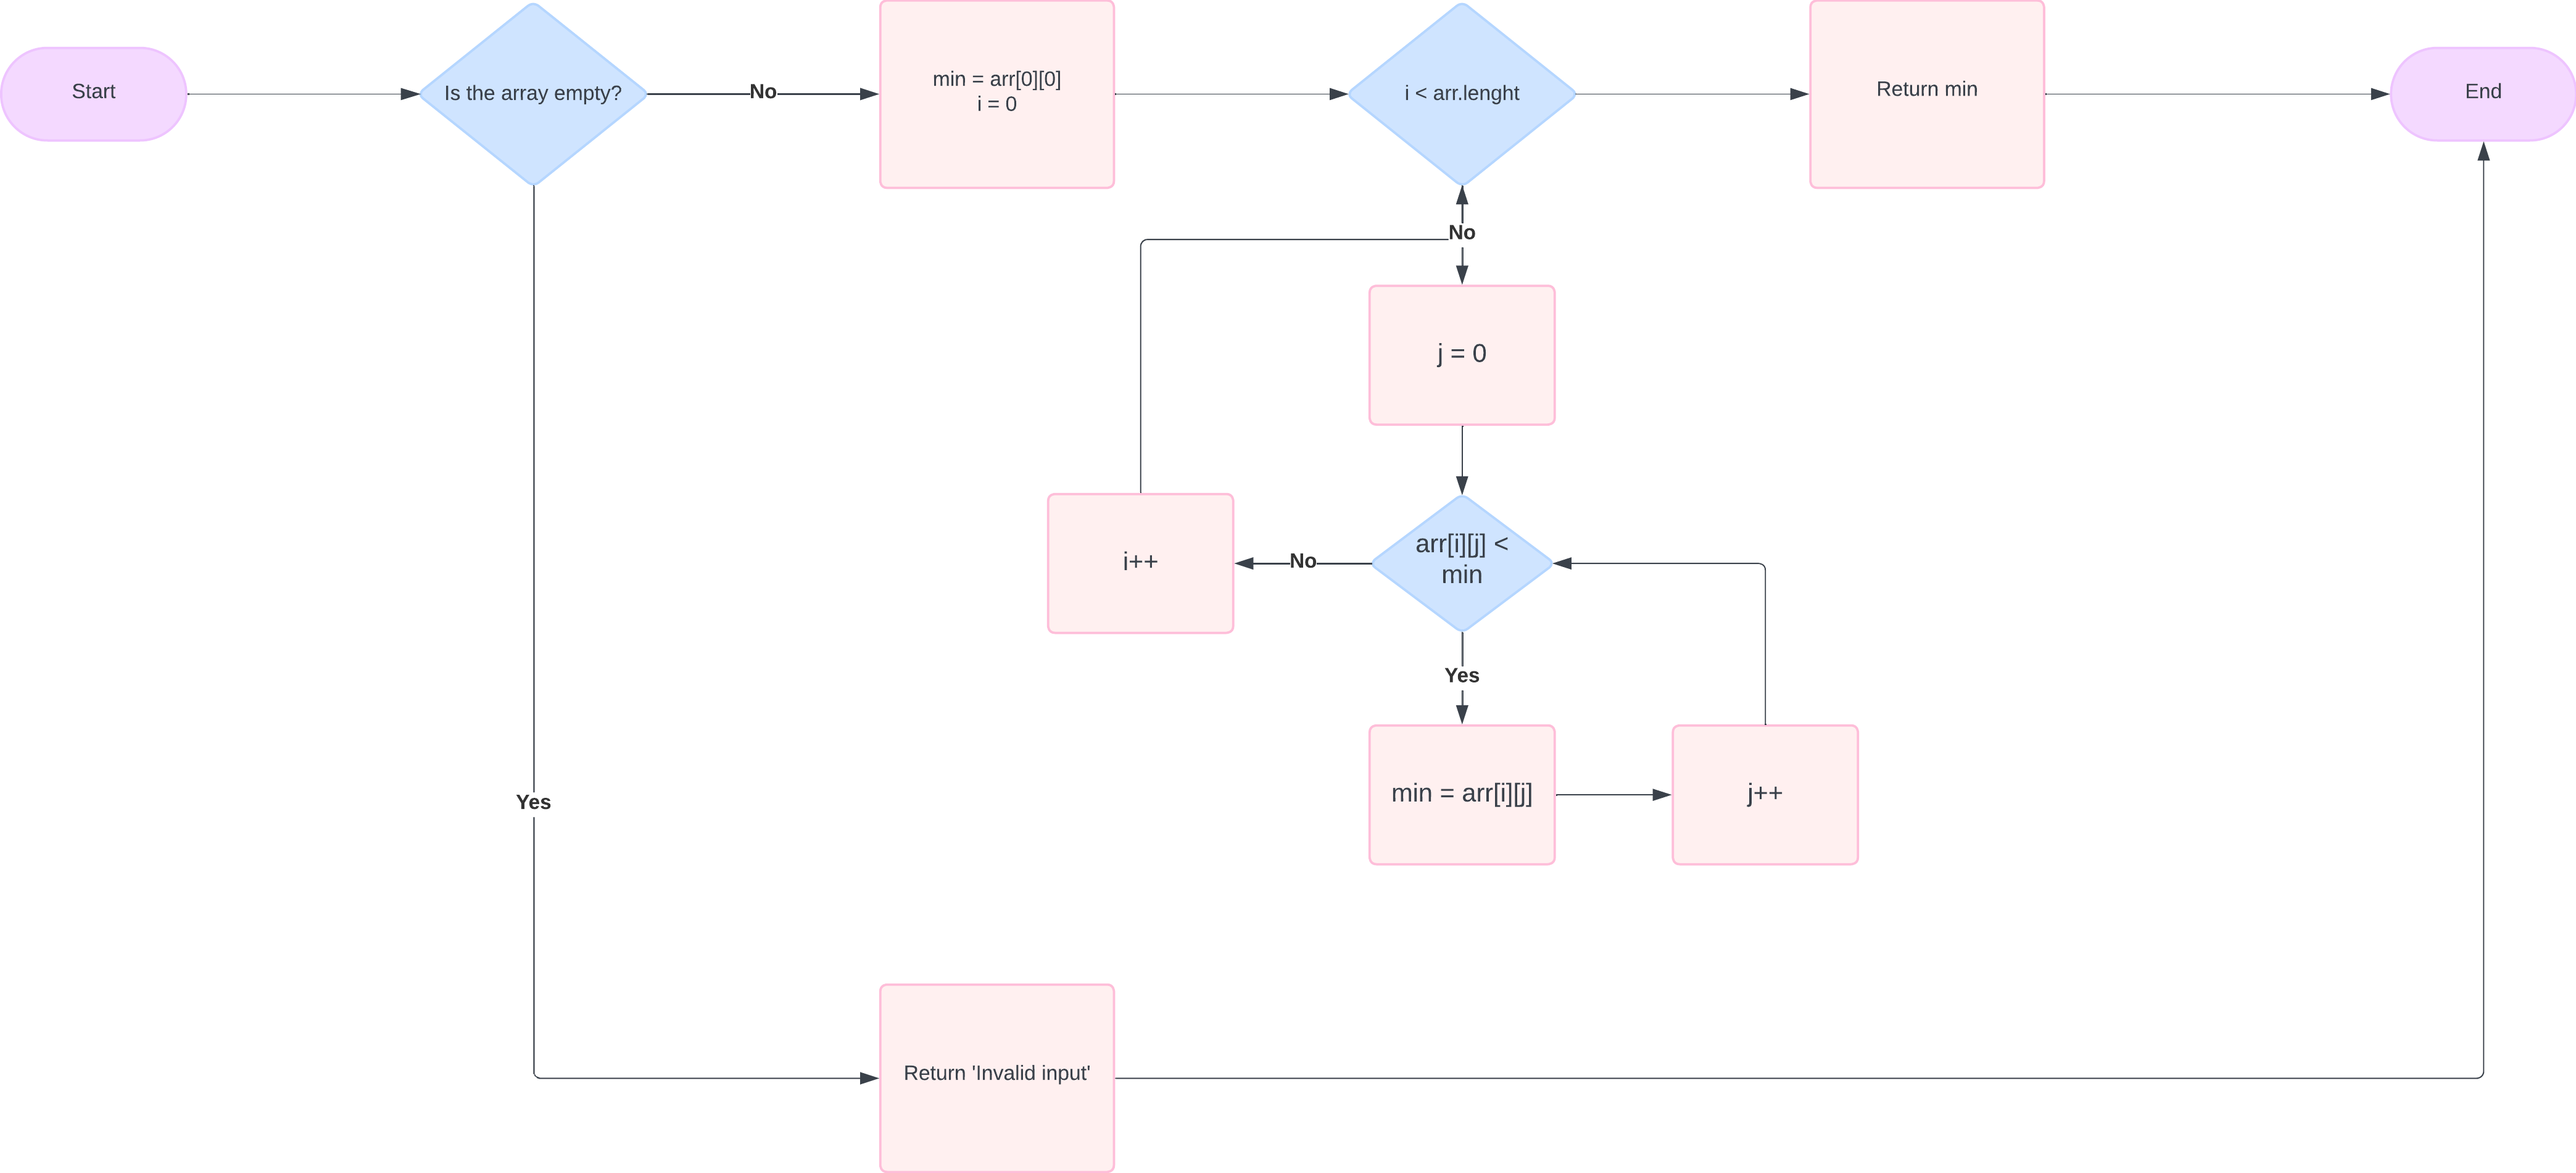 Start
Is the array empty?
No
min = arr[0][0]
i = 0
i < arr.lenght
Return min
End
No
j = 0
i++
No
arr[i][j] <
min
Yes
min = arr[i][j]
j++
Yes
Return 'Invalid input'